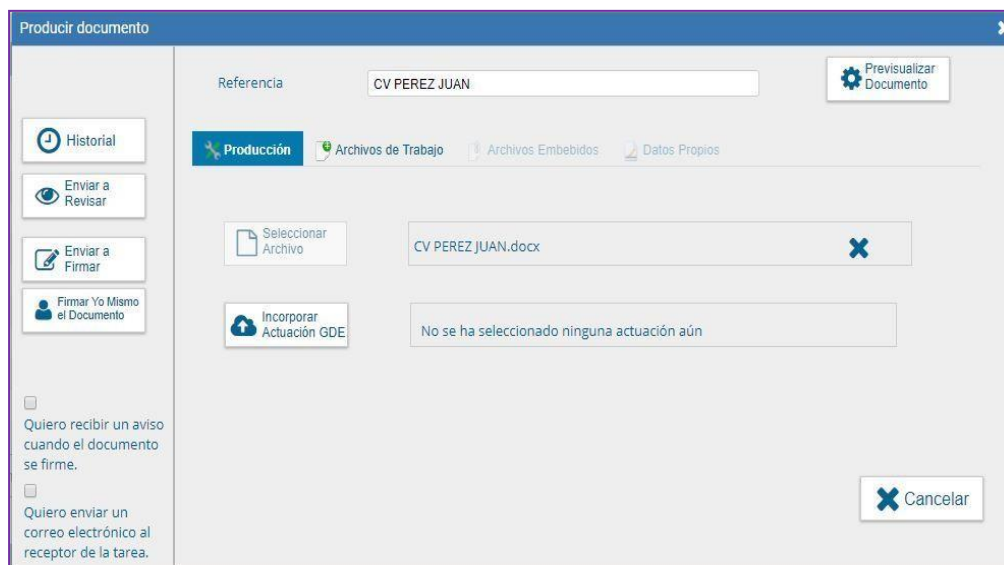 Producir documento
Referencia
CV PEREZ JUAN
Previsualizar
Documento
Historial
Enviar a
Revisar
Enviar a
Firmar
Firmar Yo Mismo
el Documento
Producción
Archivos de Trabajo
Archivos Embebidos
Datos Propios
Seleccionar
Archivo
CV PEREZ JUAN.docx
Incorporar
Actuación GDE
No se ha seleccionado ninguna actuación aún
Quiero recibir un aviso
cuando el documento
se firme.
Quiero enviar un
correo electrónico al
receptor de la tarea.
Cancelar